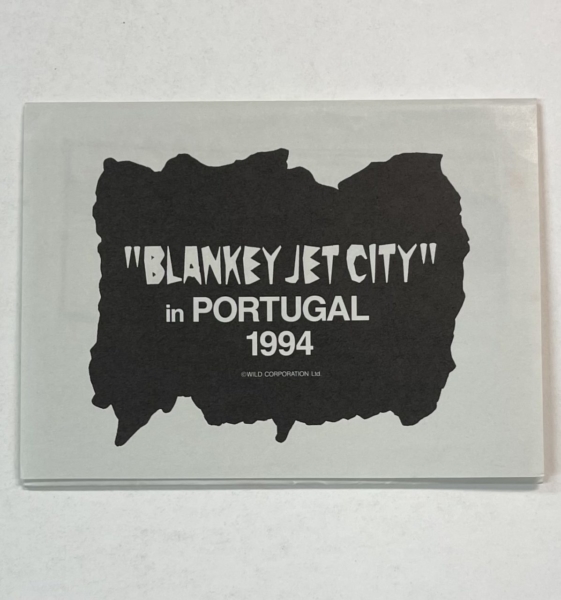 "BLANKEY JET CITY"
in PORTUGAL
1994
©WILD CORPORATION Ltd.